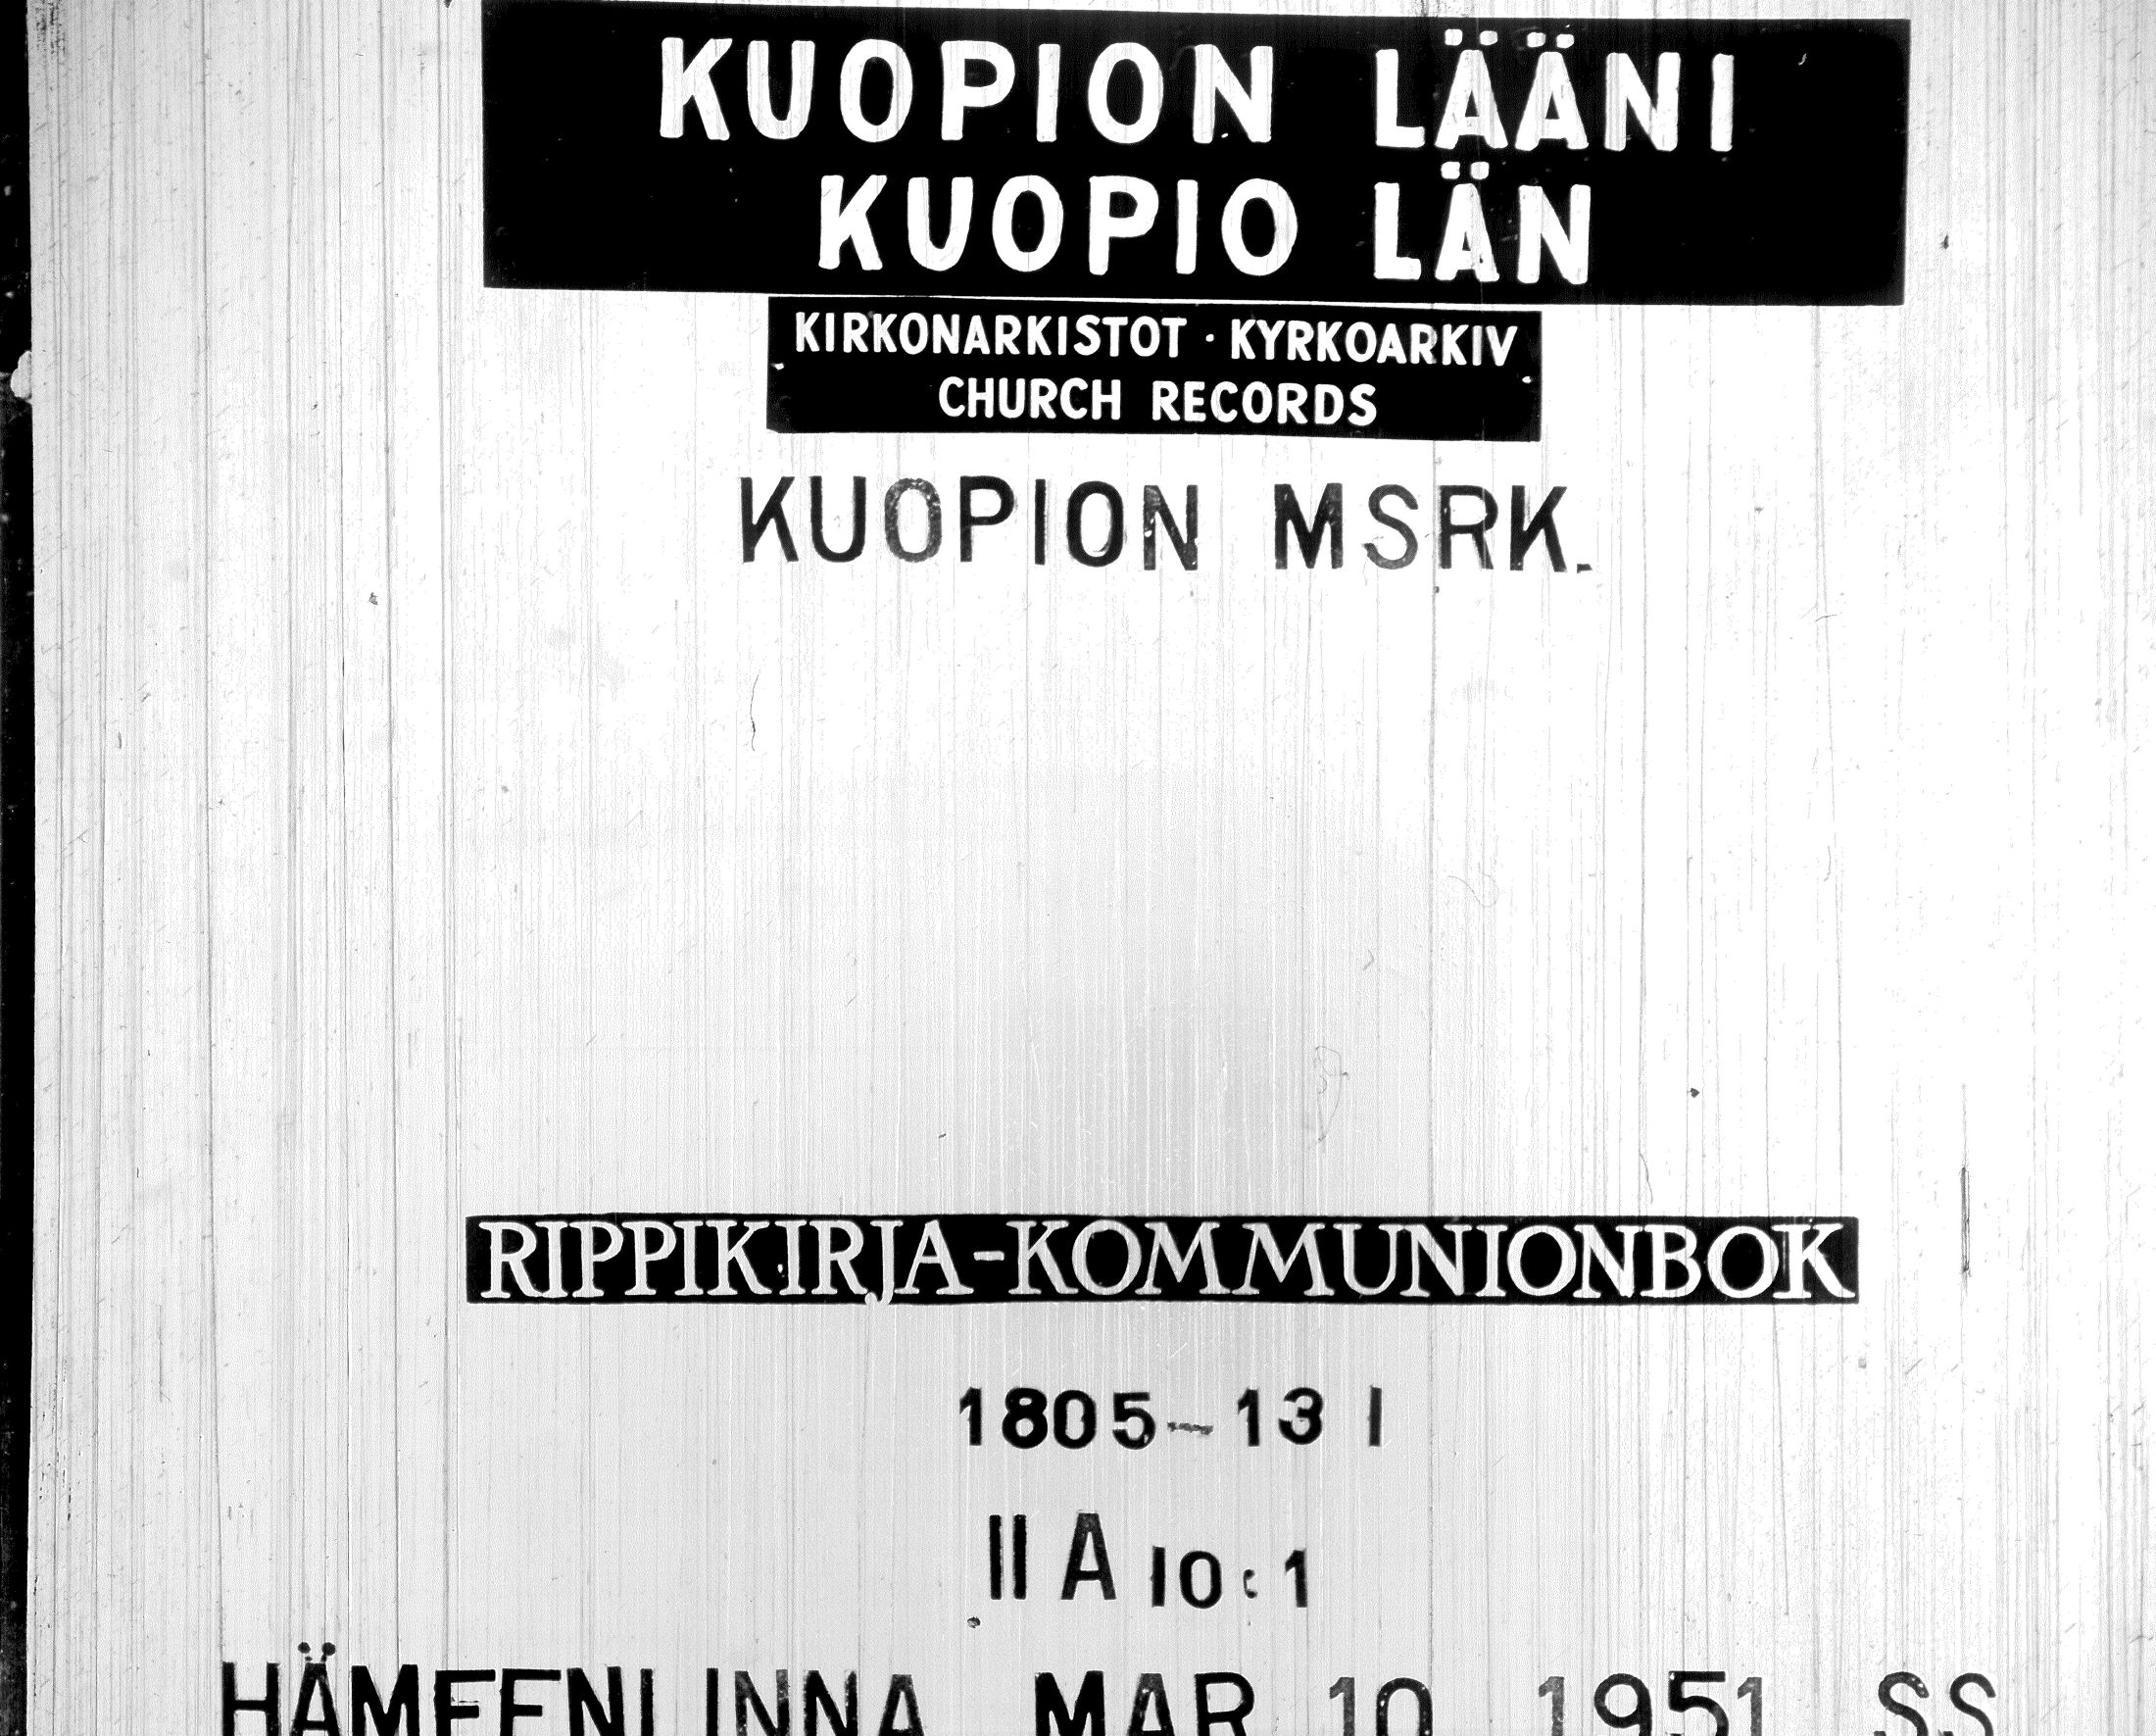 KUOPION LÄÄNI
KUOPIO LÄN
KIRKONARKISTOT · KYRKOARKIV
CHURCH RECORDS
KUOPION MSRK.
RIPPIKIRJA-KOMMUNIONBOK
1805-13 I
II A 10:1
HÄMEENLINNA MAR 10 1951 SS